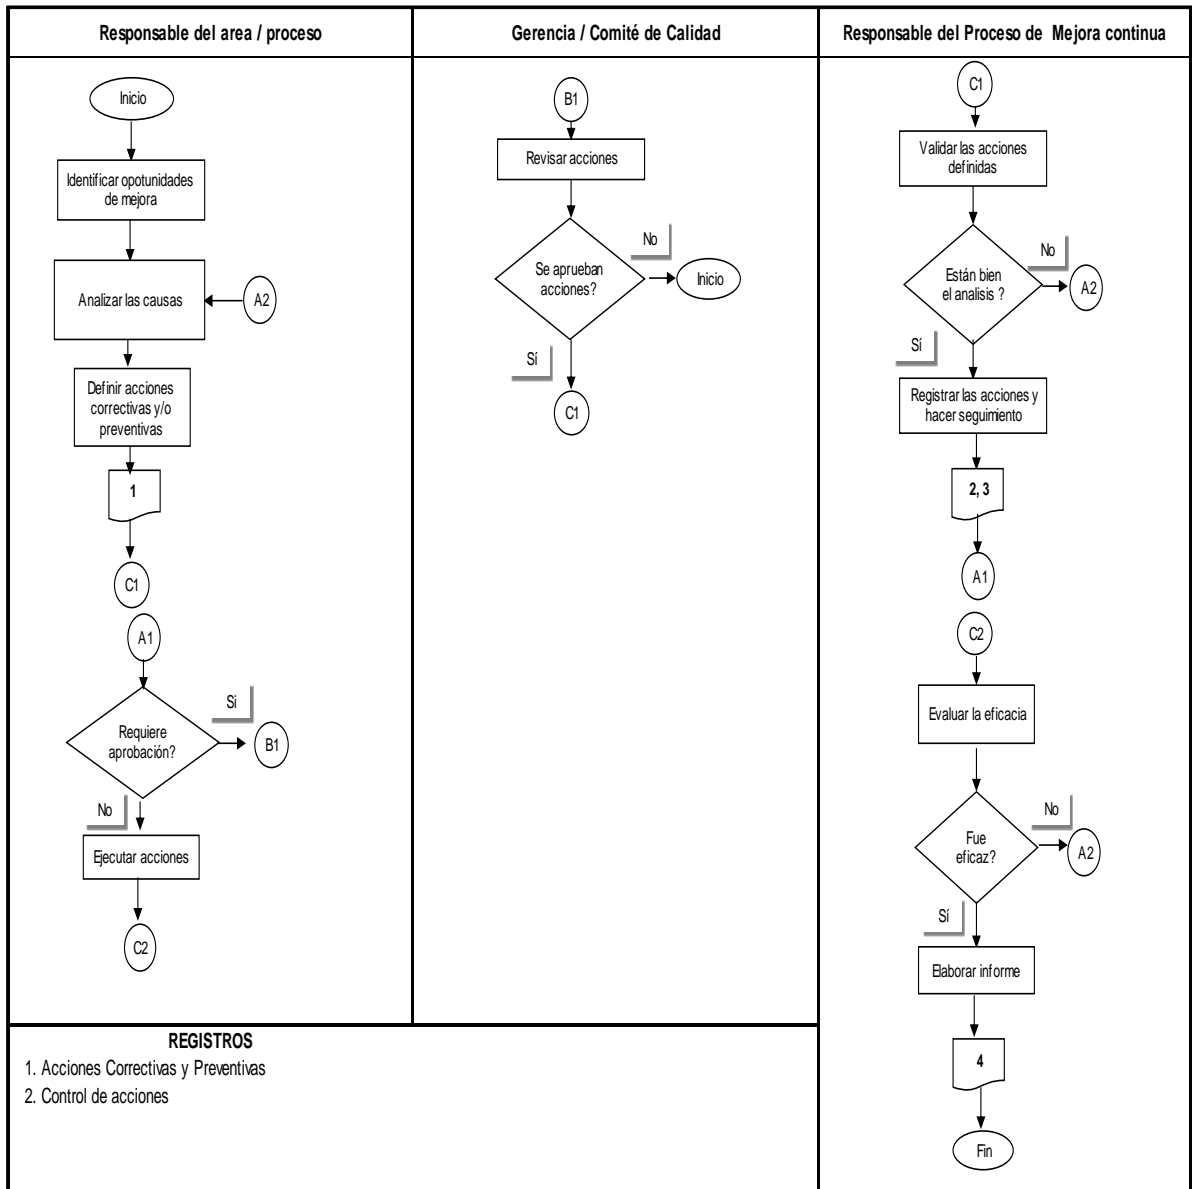 Responsable del area / proceso
Gerencia / Comité de Calidad
Responsable del Proceso de Mejora continua
Inicio
Identificar opotunidades
de mejora
Analizar las causas
A2
Definir acciones
correctivas y/o
preventivas
1
C1
A1
Requiere
aprobación?
Si
B1
No
Ejecutar acciones
C2
B1
Revisar acciones
Se aprueban
acciones?
No
Inicio
Sí
C1
C1
Validar las acciones
definidas
Están bien
el analisis ?
No
A2
Sí
Registrar las acciones y
hacer seguimiento
2, 3
A1
C2
Evaluar la eficacia
Fue
eficaz?
No
A2
Sí
Elaborar informe
4
Fin
REGISTROS
1. Acciones Correctivas y Preventivas
2. Control de acciones